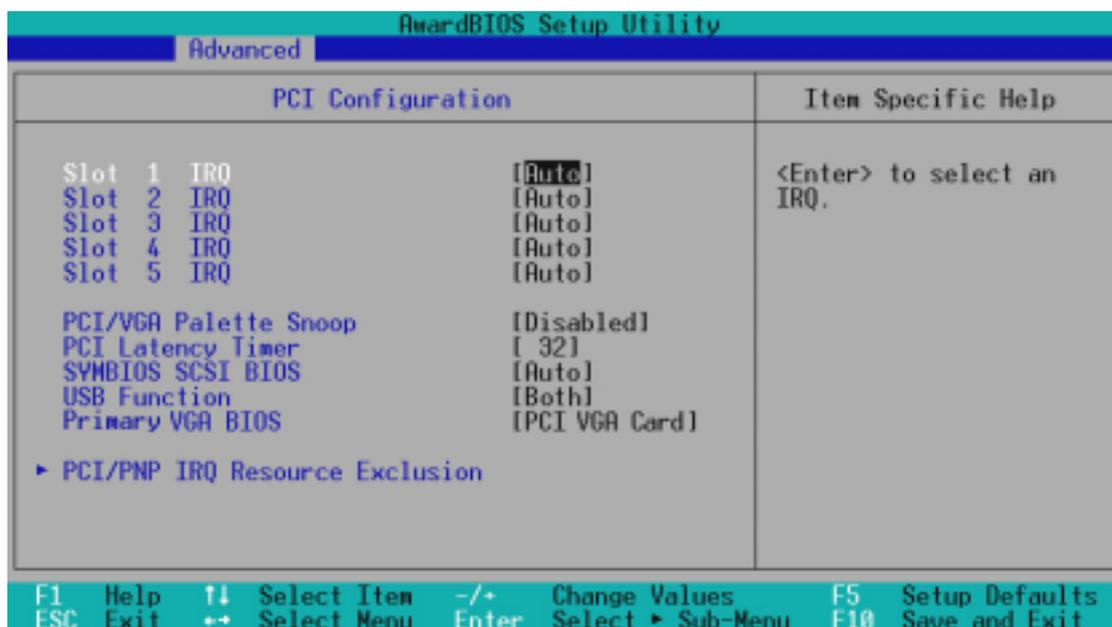 AwardBIOS Setup Utility
Advanced
PCI Configuration
Item Specific Help
Slot 1 IRQ [Auto]
Slot 2 IRQ [Auto]
Slot 3 IRQ [Auto]
Slot 4 IRQ [Auto]
Slot 5 IRQ [Auto]
<Enter> to select an
IRQ.
PCI/VGA Palette Snoop [Disabled]
PCI Latency Timer [ 32]
SYMBIOS SCSI BIOS [Auto]
USB Function [Both]
Primary VGA BIOS [PCI VGA Card]
► PCI/PNP IRQ Resource Exclusion
F1 Help ↑↓ Select Item -/+ Change Values F5 Setup Defaults
ESC Exit ←→ Select Menu Enter Select ► Sub-Menu F10 Save and Exit